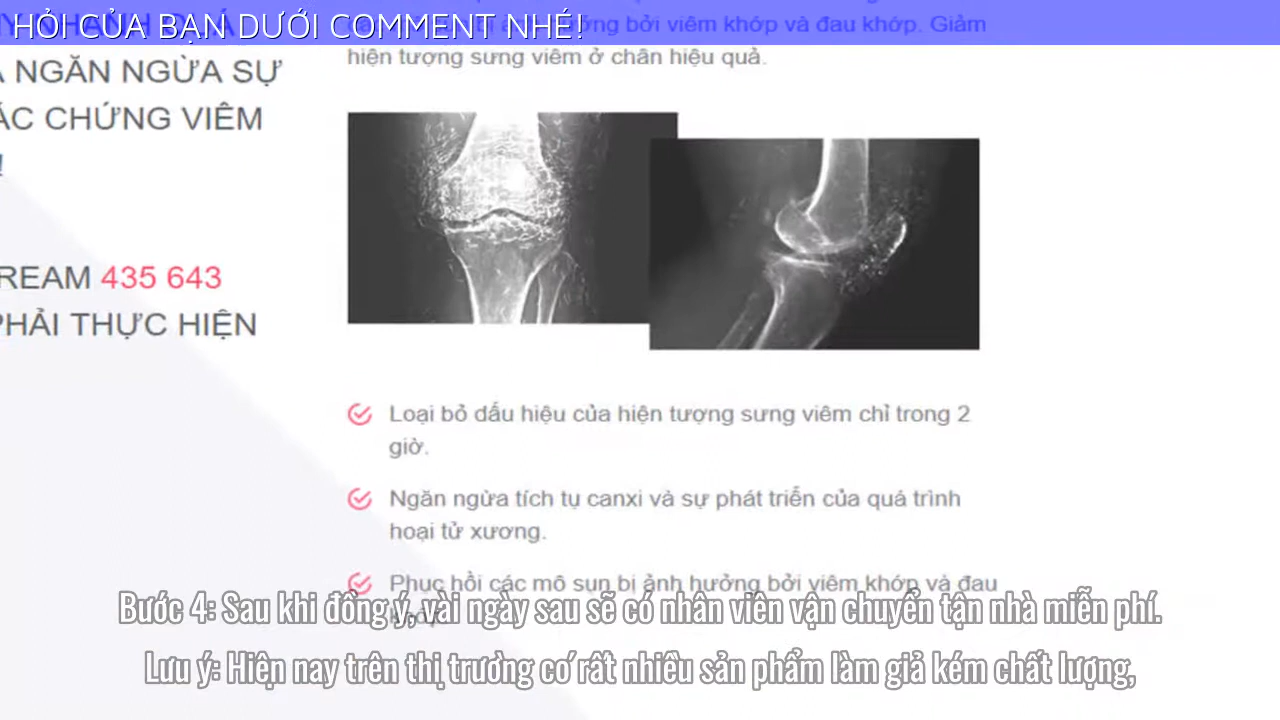 HỎI CỦA BẠN DƯỚI COMMENT NHÉ!
bởi viêm khớp và đau khớp. Giảm
hiện tượng sưng viêm ở chân hiệu quả.
NGĂN NGỪA SỰ
ÁC CHỨNG VIÊM
REAM 435 643
PHẢI THỰC HIỆN
Loại bỏ dấu hiệu của hiện tượng sưng viêm chỉ trong 2
giờ.
Ngăn ngừa tích tụ canxi và sự phát triển của quá trình
hoại tử xương.
Phục hồi các mô sụn bị ảnh hưởng bởi viêm khớp và đau
Bước 4: Sau khi đồng ý, vài ngày sau sẽ có nhân viên vận chuyển tận nhà miễn phí.
Lưu ý: Hiện nay trên thị trường có rất nhiều sản phẩm làm giả kém chất lượng,